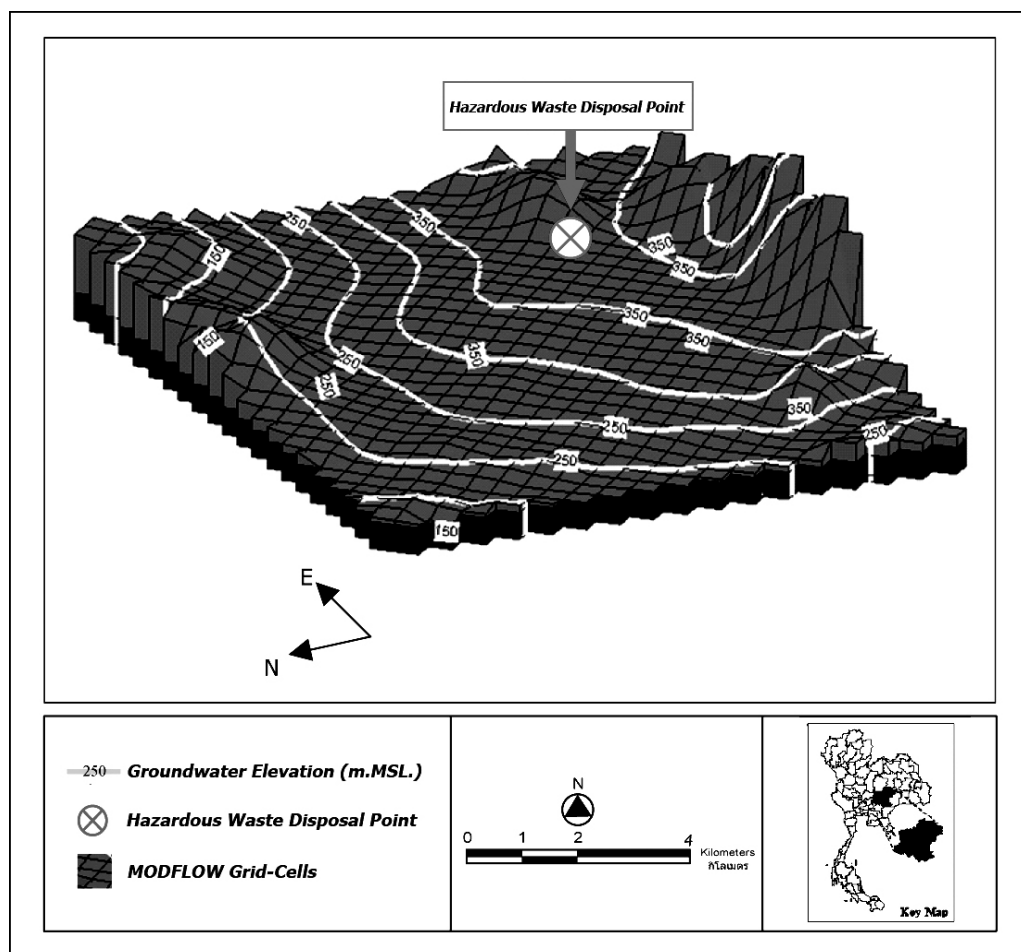 Hazardous Waste Disposal Point
250
350
150
350
350
350
350
150
250
350
250
350
250
250
250
150
E
N
250 Groundwater Elevation (m.MSL.)
Hazardous Waste Disposal Point
MODFLOW Grid-Cells
N
0 1 2 4
Kilometers
กิโลเมตร
Key Map